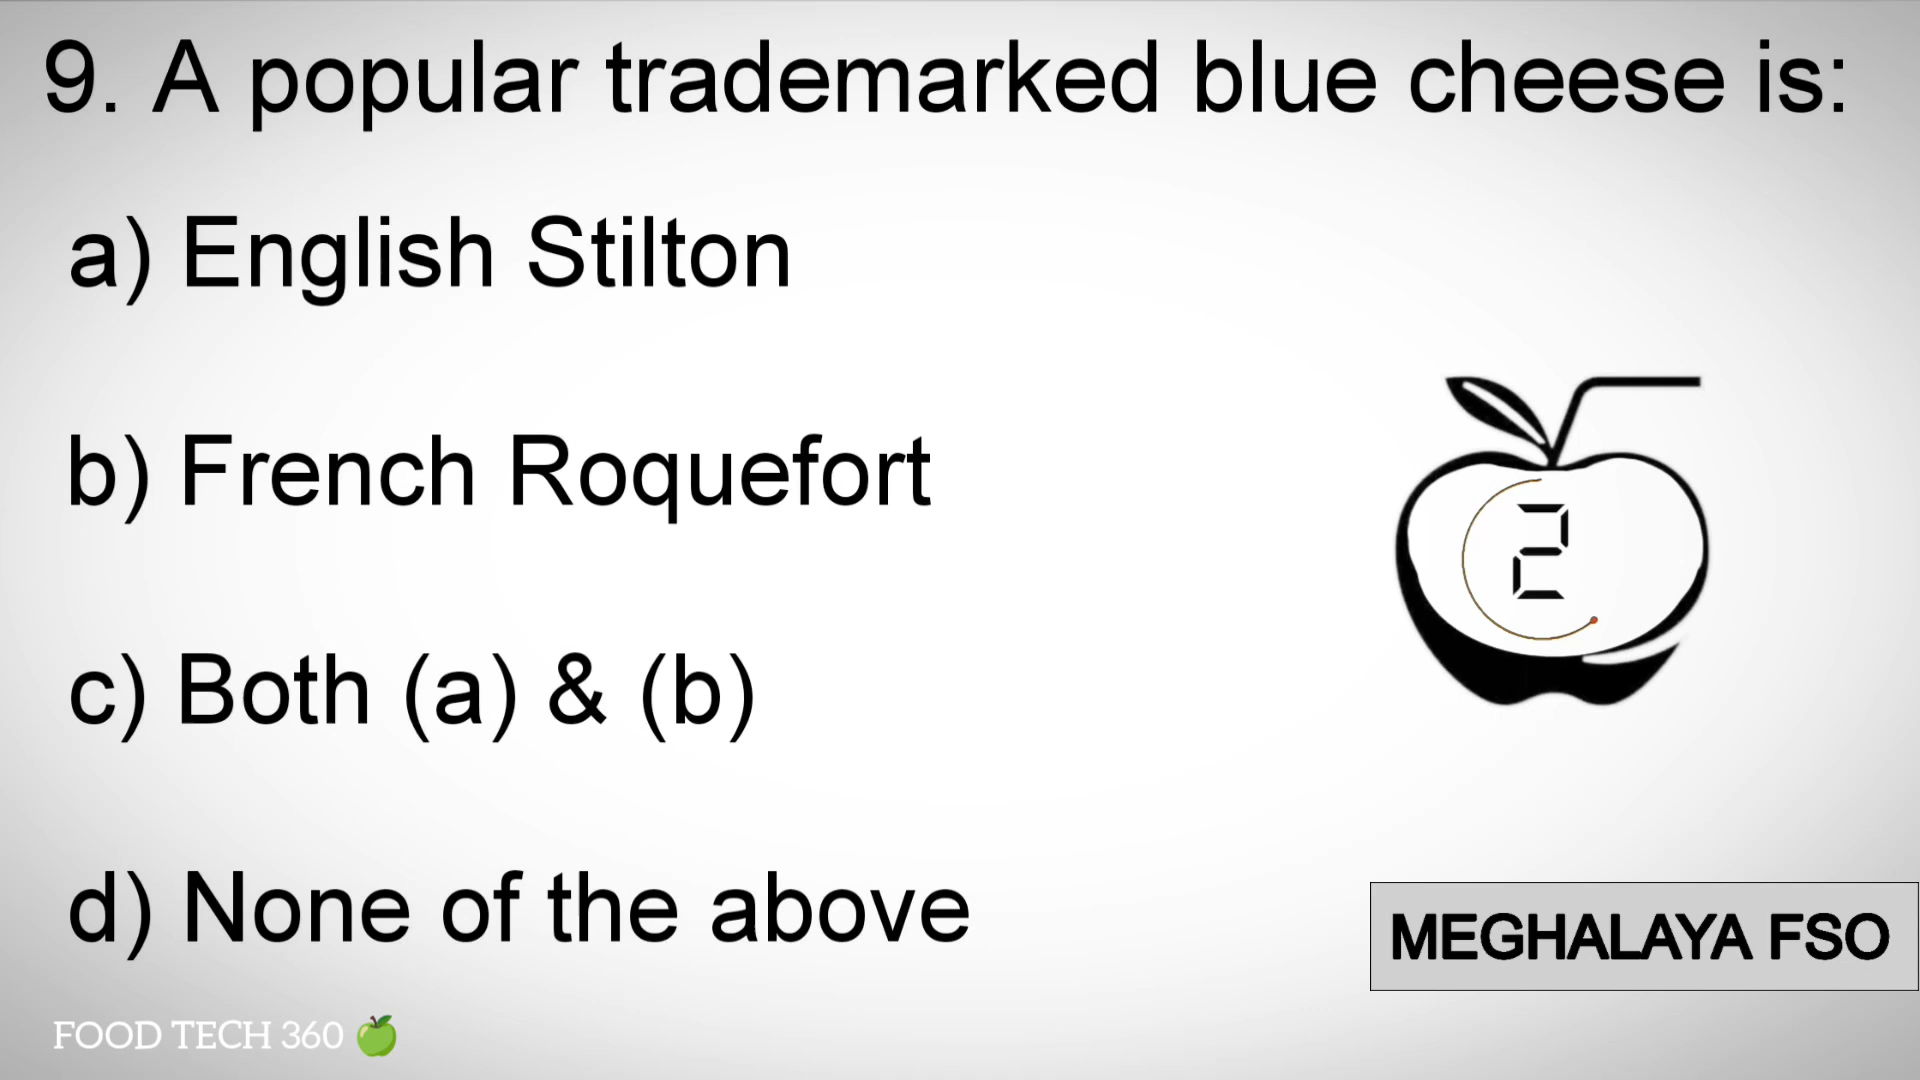 9. A popular trademarked blue cheese is:
a) English Stilton
b) French Roquefort
2
c) Both (a) & (b)
d) None of the above
MEGHALAYA FSO
FOOD TECH 360